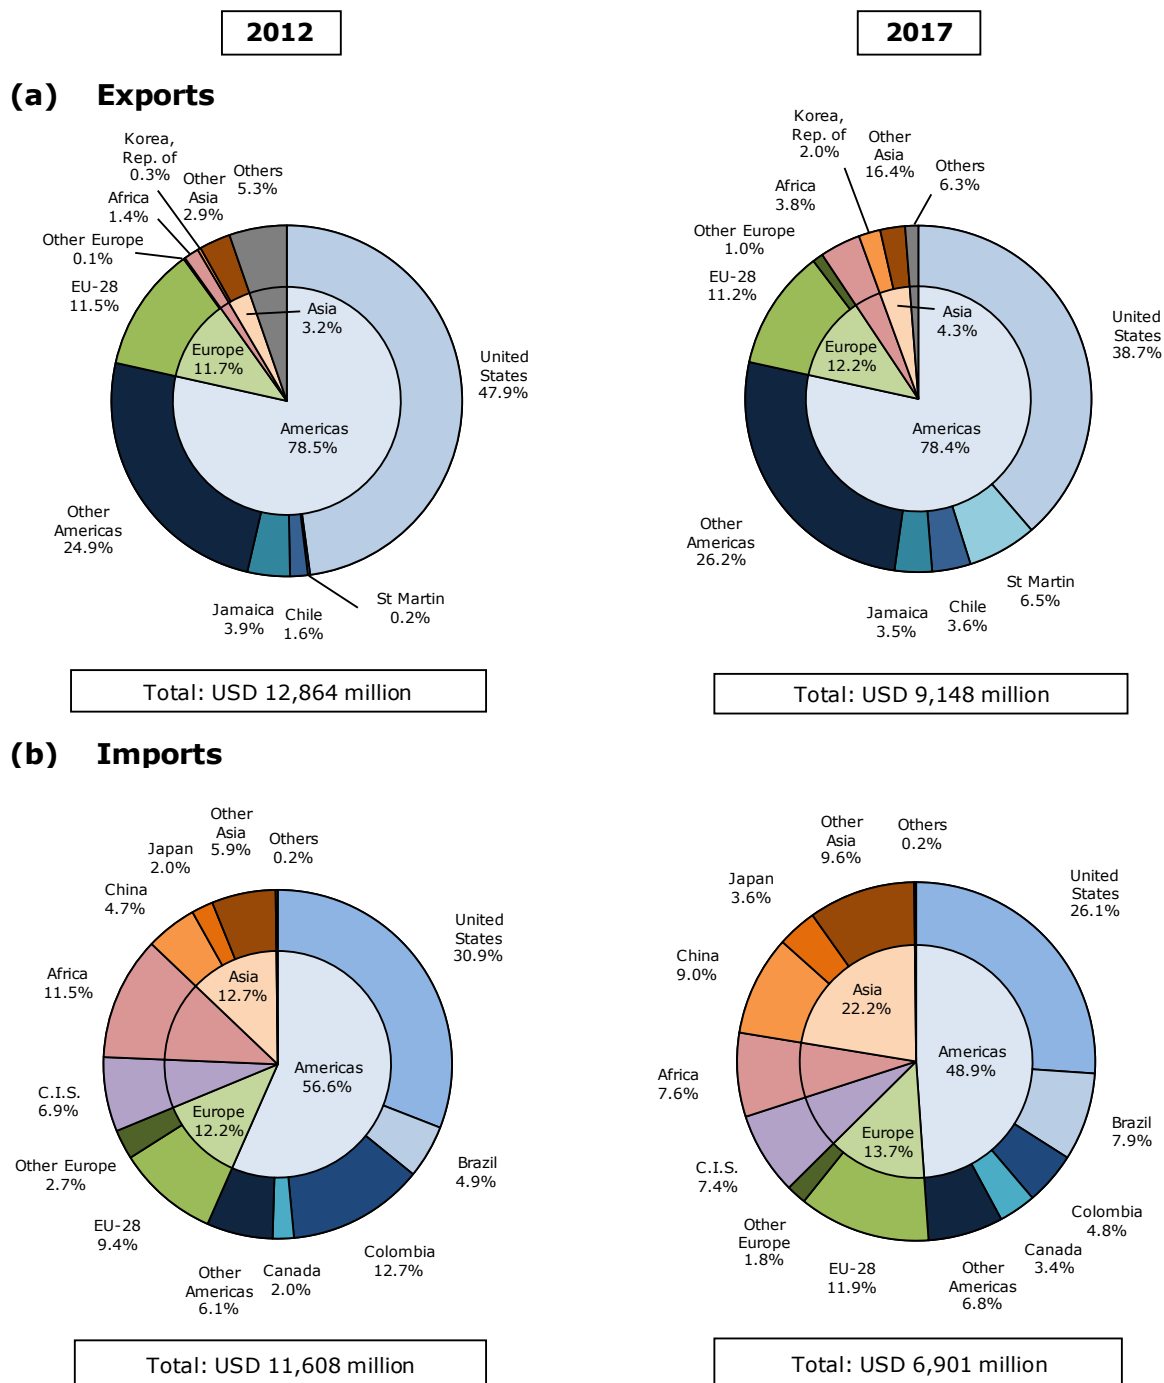 2012
2017
(a) Exports
Korea,
Rep. of
0.3%
Other
Asia
2.9%
Others
5.3%
Africa
1.4%
Other Europe
0.1%
EU-28
11.5%
Asia
3.2%
Europe
11.7%
United
States
47.9%
Americas
78.5%
Other
Americas
24.9%
Jamaica
3.9%
Chile
1.6%
St Martin
0.2%
Total: USD 12,864 million
Korea,
Rep. of
2.0%
Other
Asia
16.4%
Others
6.3%
Africa
3.8%
Other Europe
1.0%
EU-28
11.2%
Asia
4.3%
Europe
12.2%
United
States
38.7%
Americas
78.4%
Other
Americas
26.2%
Jamaica
3.5%
Chile
3.6%
St Martin
6.5%
Total: USD 9,148 million
(b) Imports
Other
Asia
5.9%
Others
0.2%
Japan
2.0%
China
4.7%
United
States
30.9%
Africa
11.5%
Asia
12.7%
Americas
56.6%
C.I.S.
6.9%
Europe
12.2%
Other Europe
2.7%
Brazil
4.9%
EU-28
9.4%
Other
Americas
6.1%
Canada
2.0%
Colombia
12.7%
Total: USD 11,608 million
Other
Asia
9.6%
Others
0.2%
Japan
3.6%
United
States
26.1%
China
9.0%
Asia
22.2%
Americas
48.9%
Africa
7.6%
Europe
13.7%
Brazil
7.9%
C.I.S.
7.4%
Other
Europe
1.8%
EU-28
11.9%
Other
Americas
6.8%
Canada
3.4%
Colombia
4.8%
Total: USD 6,901 million